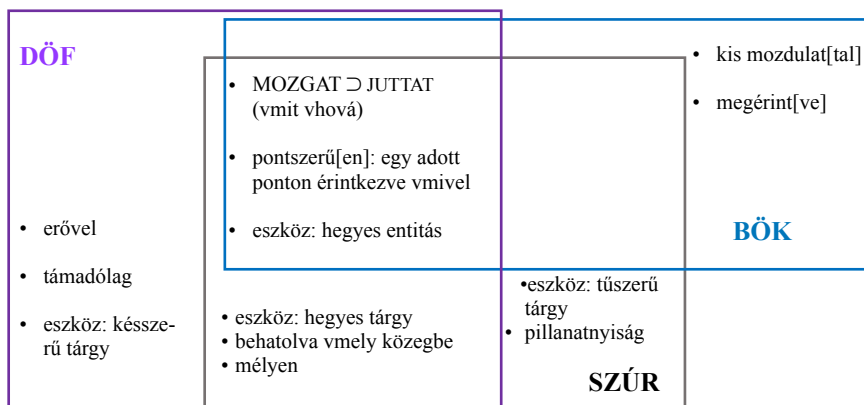 DÖF
• MOZGAT ⊃ JUTTAT
(vmit vhová)
• pontszerű[en]: egy adott
ponton érintkezve vmivel
• eszköz: hegyes entitás
• kis mozdulat[tal]
• megérint[ve]
BÖK
• erővel
• támadólag
• eszköz: késsze-
rű tárgy
• eszköz: hegyes tárgy
• behatolva vmely közegbe
• mélyen
•eszköz: tűszerű
tárgy
• pillanatnyiság
SZÚR